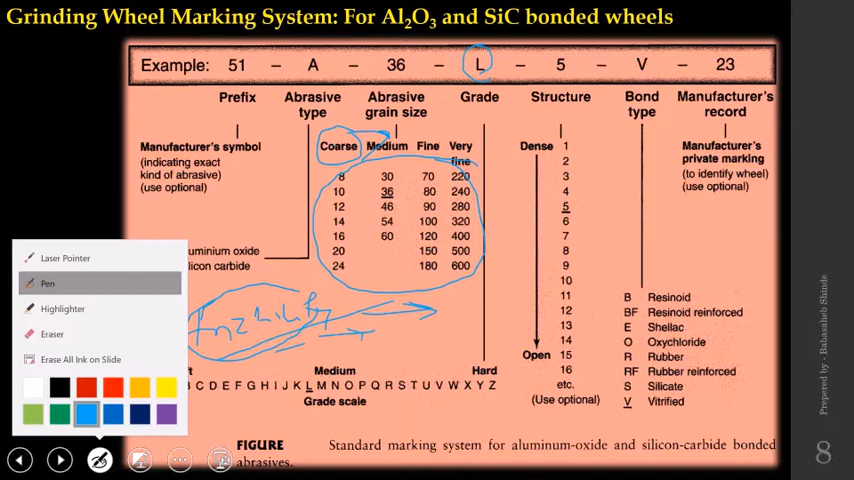 Grinding Wheel Marking System: For Al₂O₃ and SiC bonded wheels
Example: 51 – A – 36 – L – 5 – V – 23
Prefix
Abrasive type
Abrasive grain size
Grade
Structure
Bond type
Manufacturer's record
Manufacturer's symbol
(indicating exact
kind of abrasive)
(use optional)
Coarse Medium Fine Very fine
8 30 70 220
10 36 80 240
12 46 90 280
14 54 100 320
16 60 120 400
20 150 500
24 180 600
Dense 1
2
3
4
5
6
7
8
9
10
11
12
13
14
Open 15
16
etc.
(Use optional)
Manufacturer's
private marking
(to identify wheel)
(use optional)
uminium oxide
ilicon carbide
B Resinoid
BF Resinoid reinforced
E Shellac
O Oxychloride
R Rubber
RF Rubber reinforced
S Silicate
V Vitrified
Laser Pointer
Pen
Highlighter
Eraser
Erase All Ink on Slide
t Medium Hard
B C D E F G H I J K L M N O P Q R S T U V W X Y Z
Grade scale
FIGURE Standard marking system for aluminum-oxide and silicon-carbide bonded
abrasives.
Prepered by - Babasaheb Shinde
8